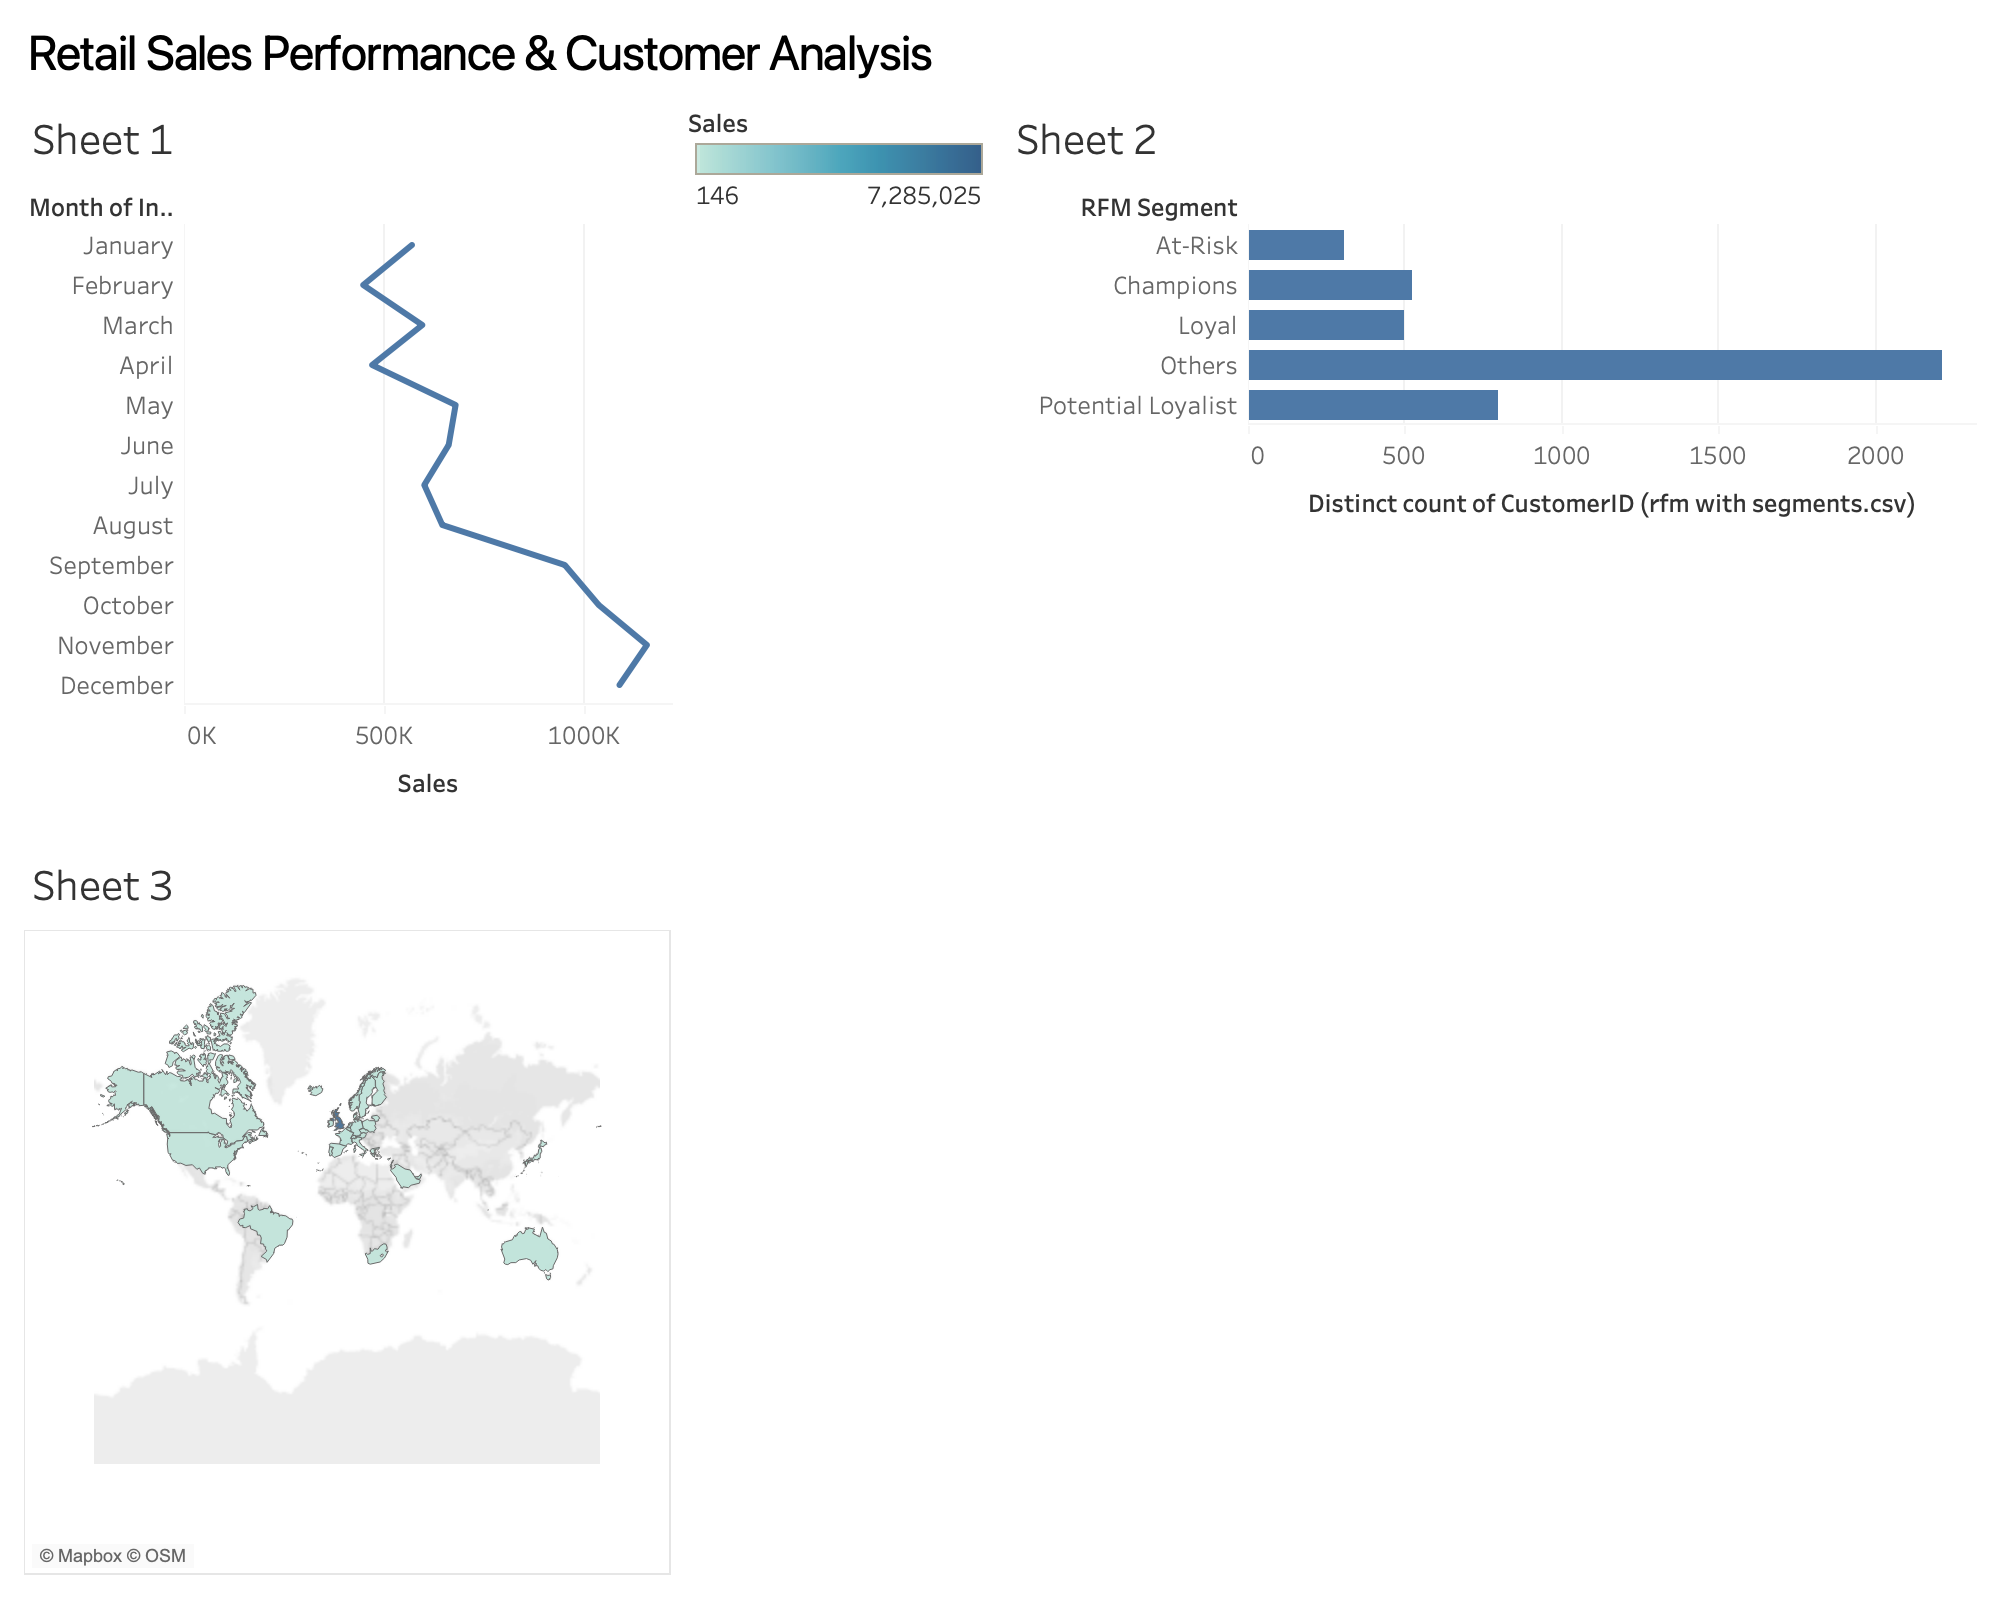 Retail Sales Performance & Customer Analysis
Sheet 1
Sales
146 7,285,025
Month of In..
January
February
March
April
May
June
July
August
September
October
November
December
0K 500K 1000K
Sales
Sheet 2
RFM Segment
At-Risk
Champions
Loyal
Others
Potential Loyalist
0 500 1000 1500 2000
Distinct count of CustomerID (rfm with segments.csv)
Sheet 3
© Mapbox © OSM